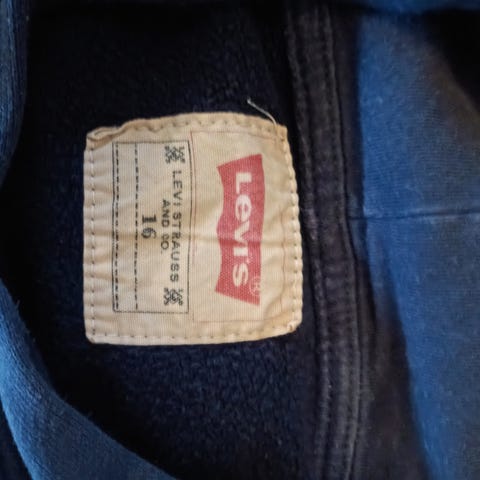 Levi's®
LEVI STRAUSS
AND CO.
16